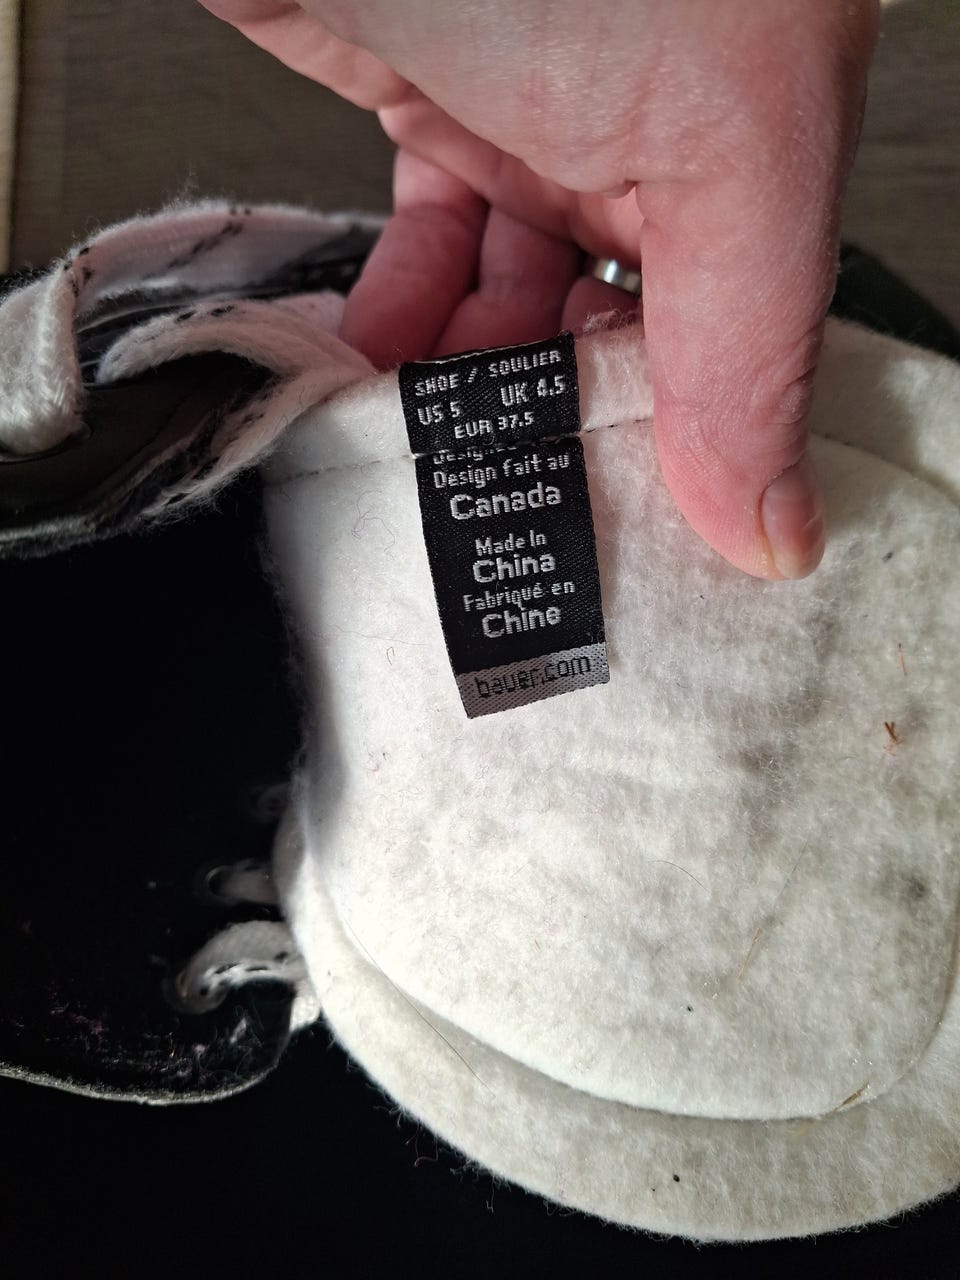 SHOE / SOULIER
US 5 UK 4.5
EUR 37.5
Design fait au
Canada
Made In
China
Fabriqué en
Chine
bauer.com